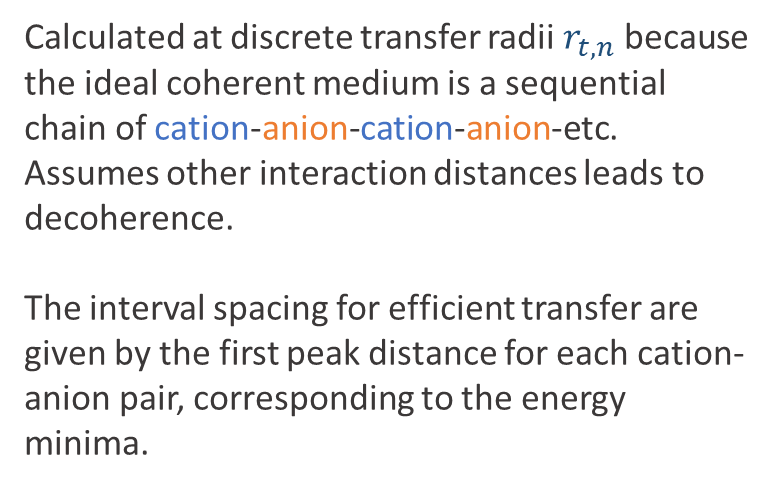 Calculated at discrete transfer radii r_{t,n} because
the ideal coherent medium is a sequential
chain of cation-anion-cation-anion-etc.
Assumes other interaction distances leads to
decoherence.
The interval spacing for efficient transfer are
given by the first peak distance for each cation-
anion pair, corresponding to the energy
minima.